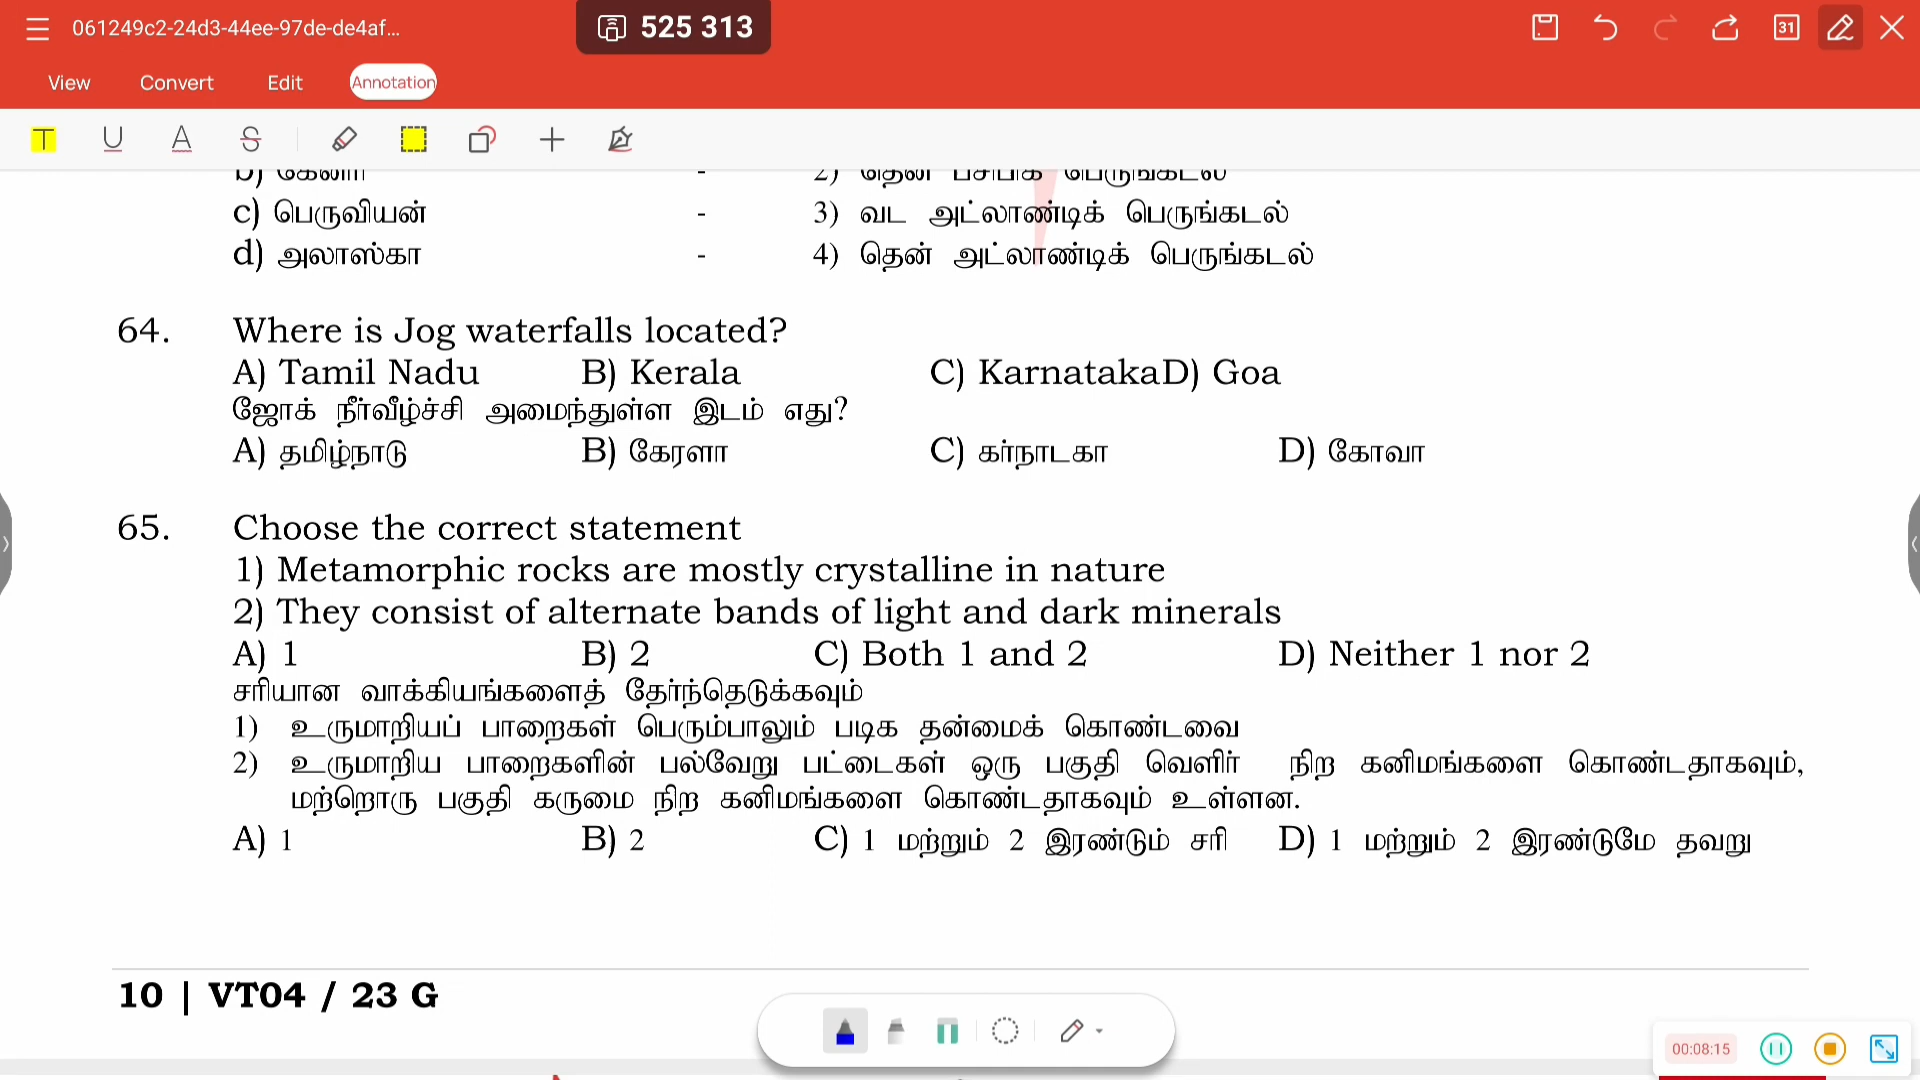 061249c2-24d3-44ee-97de-de4af...
525 313
31
View Convert Edit Annotation
T U A S
b) கேனரி - 2) தென் பசிபிக் பெருங்கடல்
c) பெருவியன் - 3) வட அட்லாண்டிக் பெருங்கடல்
d) அலாஸ்கா - 4) தென் அட்லாண்டிக் பெருங்கடல்
64. Where is Jog waterfalls located?
A) Tamil Nadu B) Kerala C) KarnatakaD) Goa
ஜோக் நீர்வீழ்ச்சி அமைந்துள்ள இடம் எது?
A) தமிழ்நாடு B) கேரளா C) கர்நாடகா D) கோவா
65. Choose the correct statement
1) Metamorphic rocks are mostly crystalline in nature
2) They consist of alternate bands of light and dark minerals
A) 1 B) 2 C) Both 1 and 2 D) Neither 1 nor 2
சரியான வாக்கியங்களைத் தேர்ந்தெடுக்கவும்
1) உருமாறியப் பாறைகள் பெரும்பாலும் படிக தன்மைக் கொண்டவை
2) உருமாறிய பாறைகளின் பல்வேறு பட்டைகள் ஒரு பகுதி வெளிர் நிற கனிமங்களை கொண்டதாகவும்,
மற்றொரு பகுதி கருமை நிற கனிமங்களை கொண்டதாகவும் உள்ளன.
A) 1 B) 2 C) 1 மற்றும் 2 இரண்டும் சரி D) 1 மற்றும் 2 இரண்டுமே தவறு
10 | VT04 / 23 G
00:08:15